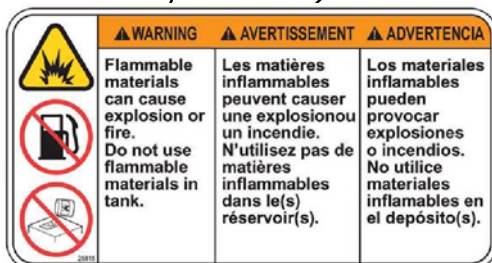 WARNING
Flammable
materials
can cause
explosion or
fire.
Do not use
flammable
materials in
tank.
AVERTISSEMENT
Les matières
inflammables
peuvent causer
une explosionou
un incendie.
N'utilisez pas de
matières
inflammables
dans le(s)
réservoir(s).
ADVERTENCIA
Los materiales
inflamables
pueden
provocar
explosiones
o incendios.
No utilice
materiales
inflamables en
el depósito(s).